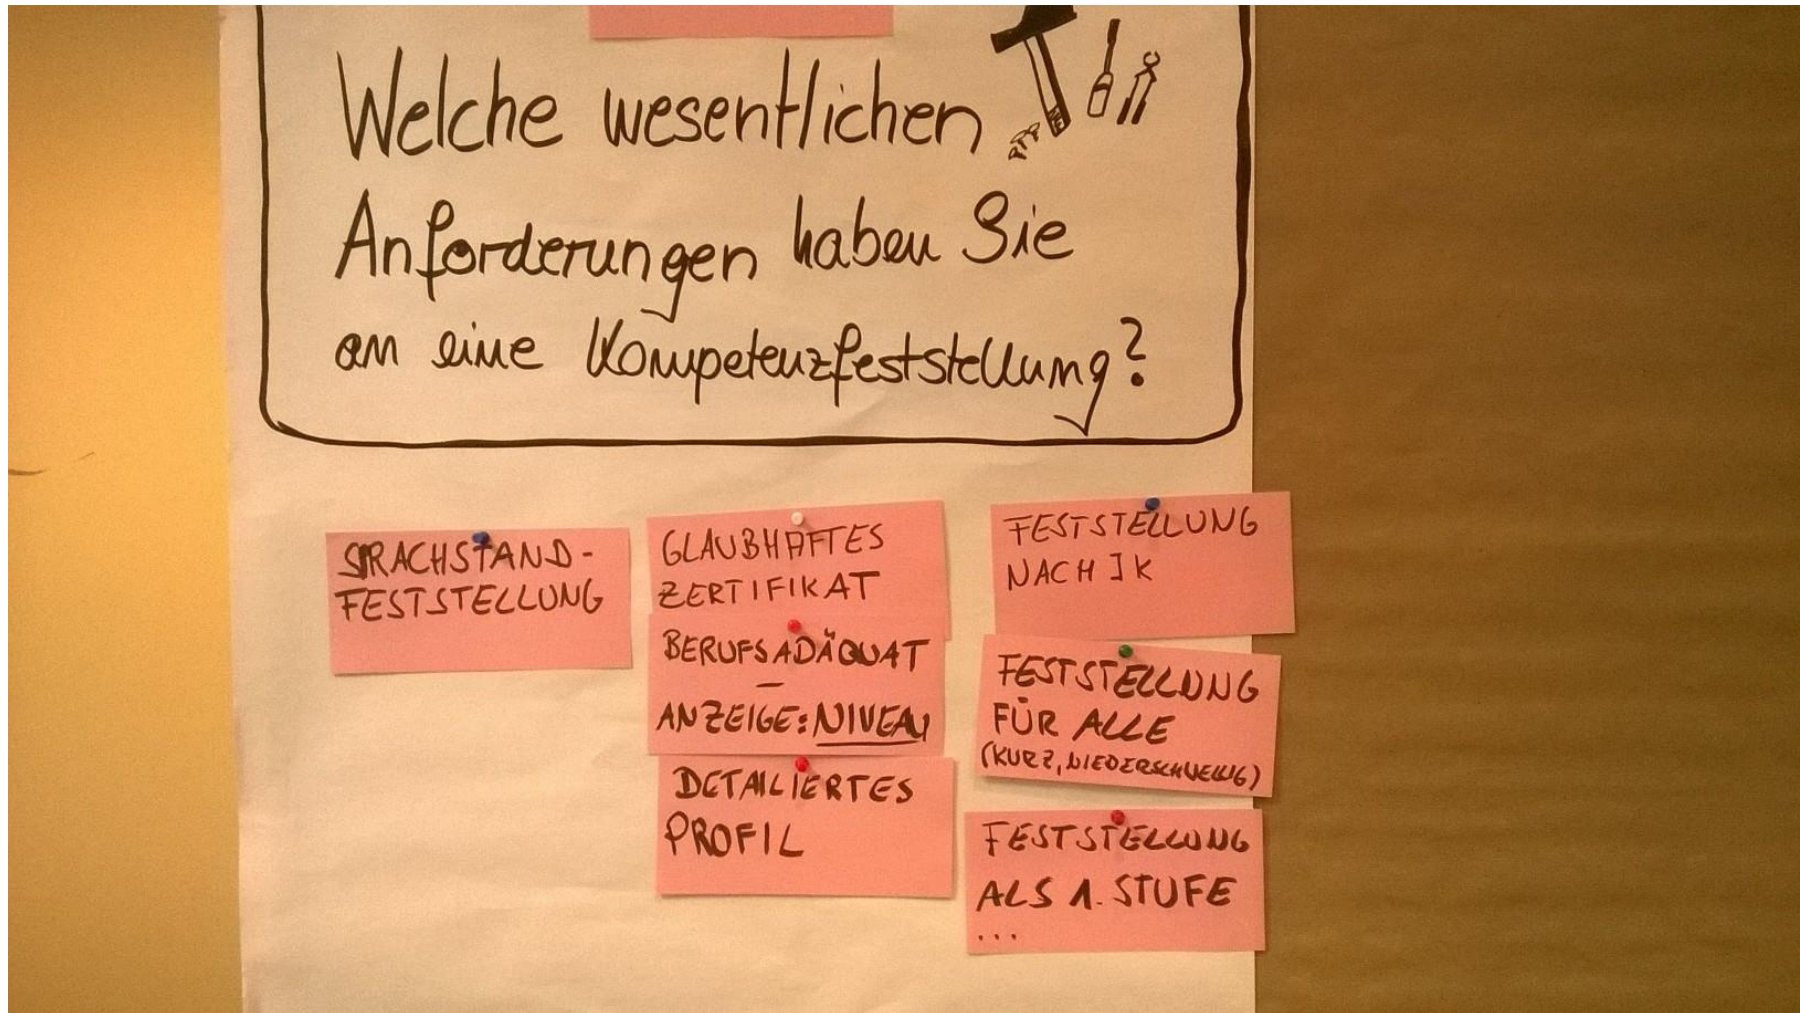 Welche wesentlichen
Anforderungen haben Sie
an eine Kompetenzfeststellung?
SPRACHSTAND-
FESTSTELLUNG
GLAUBHAFTES
ZERTIFIKAT
BERUFSADÄQUAT
–
ANZEIGE: NIVEAU
DETAILIERTES
PROFIL
FESTSTELLUNG
NACH IK
FESTSTELLUNG
FÜR ALLE
(KURZ, NIEDERSCHWELLIG)
FESTSTELLUNG
ALS 1. STUFE
...